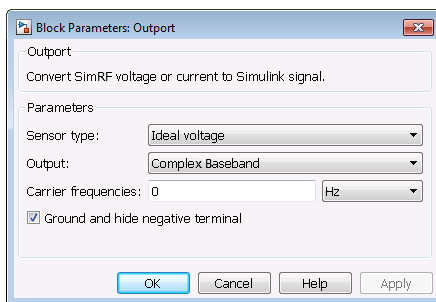 Block Parameters: Outport
Outport
Convert SimRF voltage or current to Simulink signal.
Parameters
Sensor type: Ideal voltage
Output: Complex Baseband
Carrier frequencies: 0 Hz
Ground and hide negative terminal
OK Cancel Help Apply